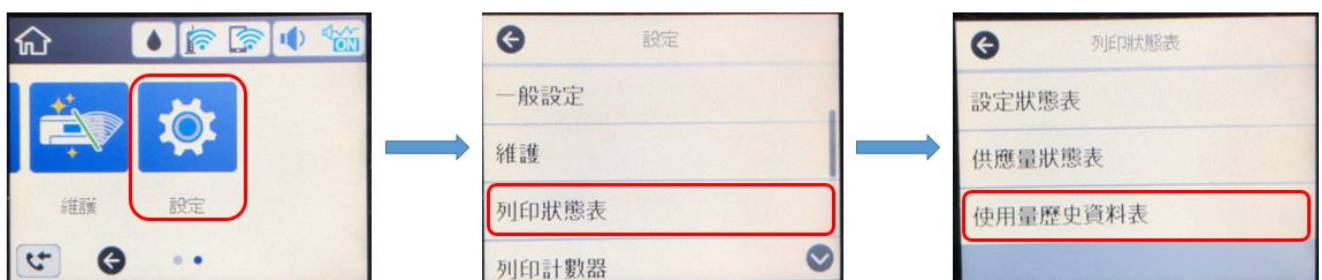 ON
維護
設定
設定
一般設定
維護
列印狀態表
列印計數器
列印狀態表
設定狀態表
供應量狀態表
使用量歷史資料表